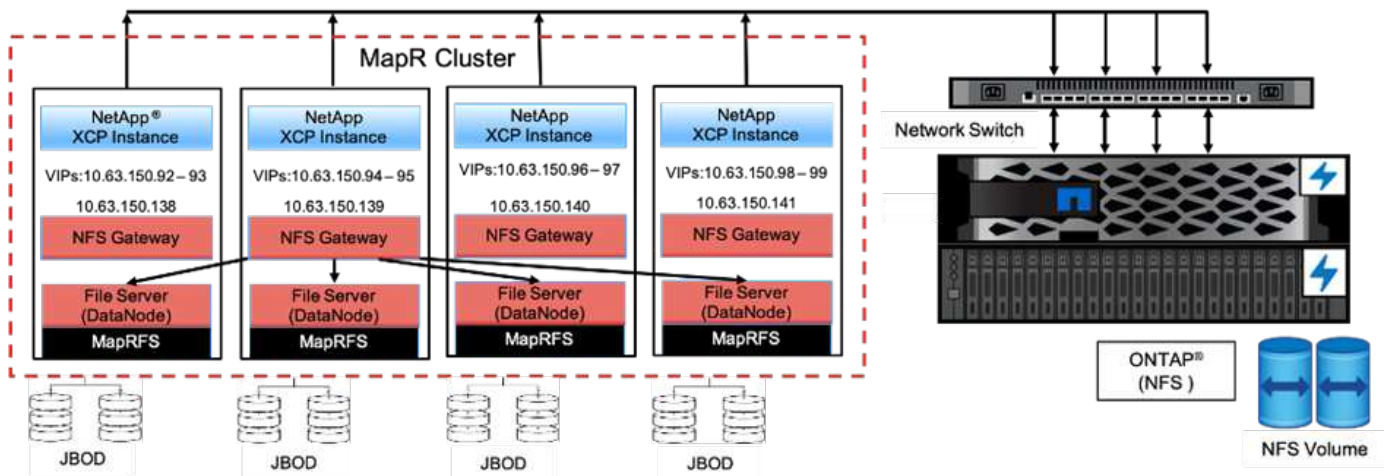 MapR Cluster
NetApp®
XCP Instance
VIPs:10.63.150.92–93
10.63.150.138
NFS Gateway
File Server
(DataNode)
MapRFS
JBOD
NetApp
XCP Instance
VIPs:10.63.150.94–95
10.63.150.139
NFS Gateway
File Server
(DataNode)
MapRFS
JBOD
NetApp
XCP Instance
VIPs:10.63.150.96–97
10.63.150.140
NFS Gateway
File Server
(DataNode)
MapRFS
JBOD
NetApp
XCP Instance
VIPs:10.63.150.98–99
10.63.150.141
NFS Gateway
File Server
(DataNode)
MapRFS
JBOD
Network Switch
ONTAP®
(NFS )
NFS Volume